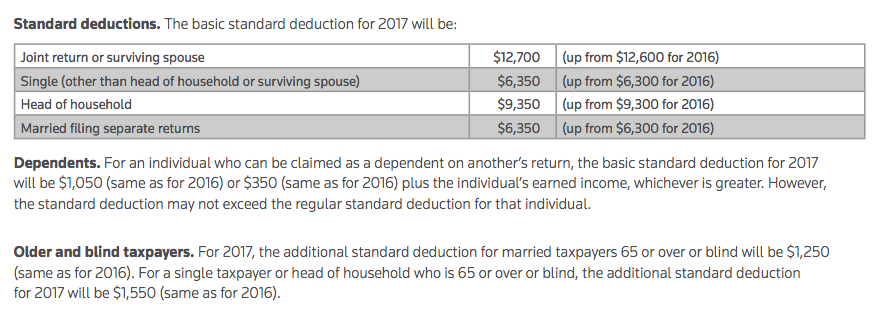 Standard deductions. The basic standard deduction for 2017 will be:
Joint return or surviving spouse $12,700 (up from $12,600 for 2016)
Single (other than head of household or surviving spouse) $6,350 (up from $6,300 for 2016)
Head of household $9,350 (up from $9,300 for 2016)
Married filing separate returns $6,350 (up from $6,300 for 2016)
Dependents. For an individual who can be claimed as a dependent on another’s return, the basic standard deduction for 2017
will be $1,050 (same as for 2016) or $350 (same as for 2016) plus the individual’s earned income, whichever is greater. However,
the standard deduction may not exceed the regular standard deduction for that individual.
Older and blind taxpayers. For 2017, the additional standard deduction for married taxpayers 65 or over or blind will be $1,250
(same as for 2016). For a single taxpayer or head of household who is 65 or over or blind, the additional standard deduction
for 2017 will be $1,550 (same as for 2016).